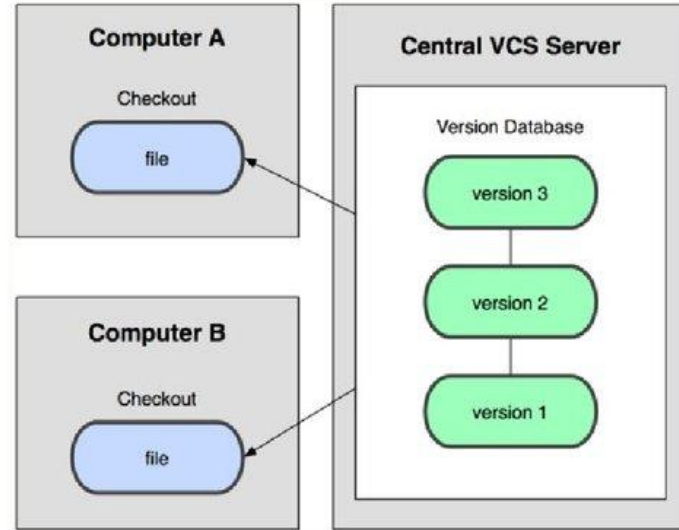 Computer A
Checkout
file
Computer B
Checkout
file
Central VCS Server
Version Database
version 3
version 2
version 1